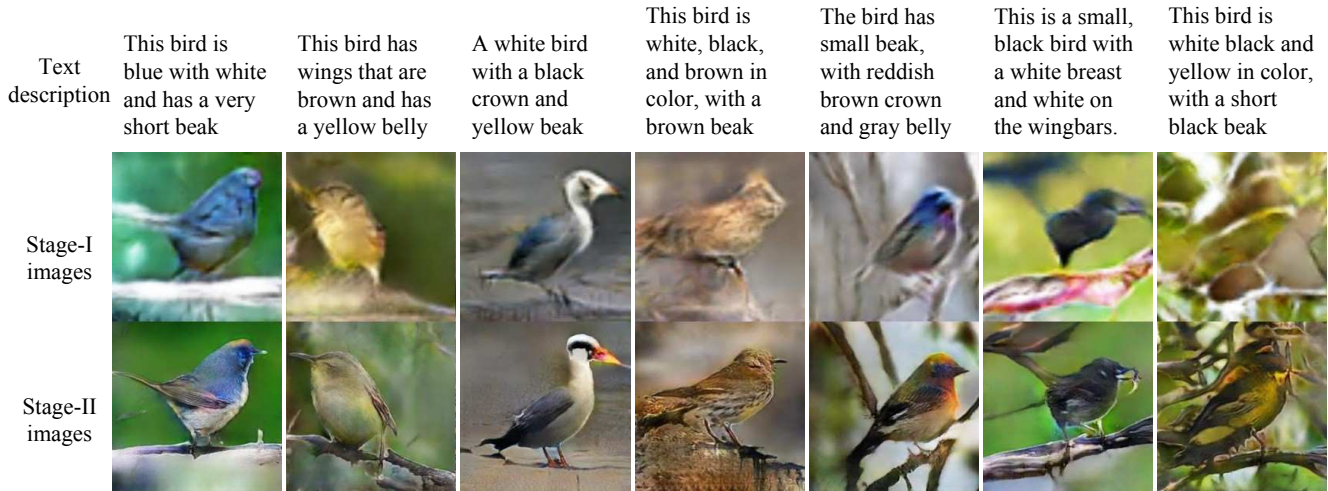 Text
description
This bird is
blue with white
and has a very
short beak
This bird has
wings that are
brown and has
a yellow belly
A white bird
with a black
crown and
yellow beak
This bird is
white, black,
and brown in
color, with a
brown beak
The bird has
small beak,
with reddish
brown crown
and gray belly
This is a small,
black bird with
a white breast
and white on
the wingbars.
This bird is
white black and
yellow in color,
with a short
black beak
Stage-I
images
Stage-II
images